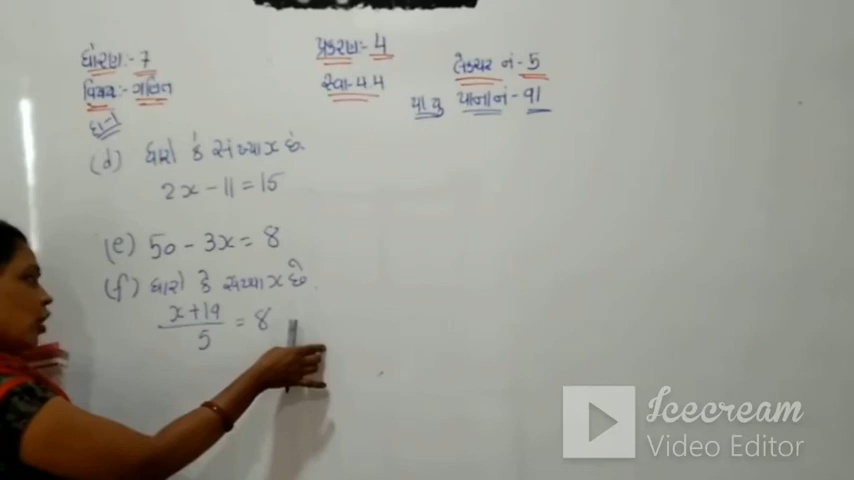 ધોરણ:- 7
પ્રકરણ:- 4
લેક્ચર નં - 5
વિષય:- ગણિત
સ્વા-4.4
પા.પુ પાના નં - 91
દા-1
(d) ધારો કે સંખ્યા x છે.
2x - 11 = 15
(e) 50 - 3x = 8
(f) ધારો કે સંખ્યા x છે.
x+19
5
= 8
Icecream
Video Editor